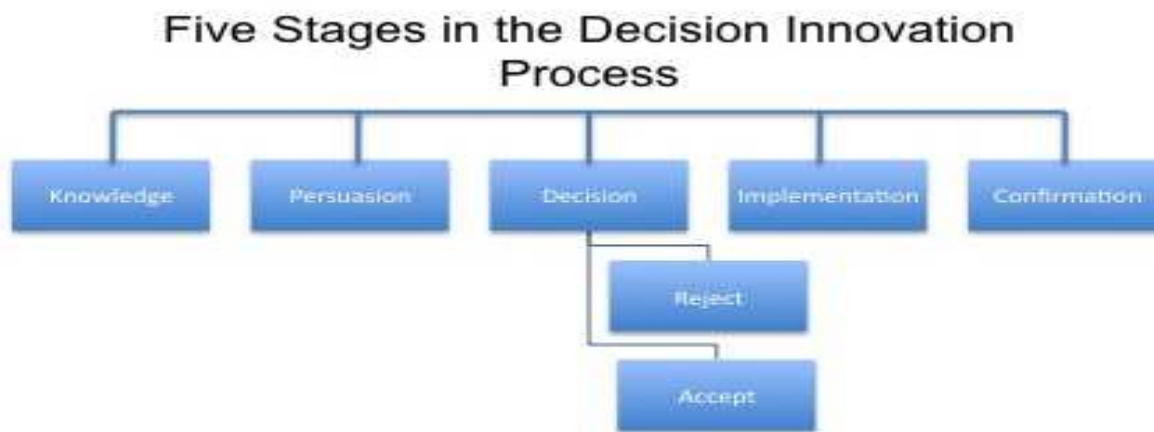 Five Stages in the Decision Innovation
Process
Knowledge
Persuasion
Decision
Implementation
Confirmation
Reject
Accept